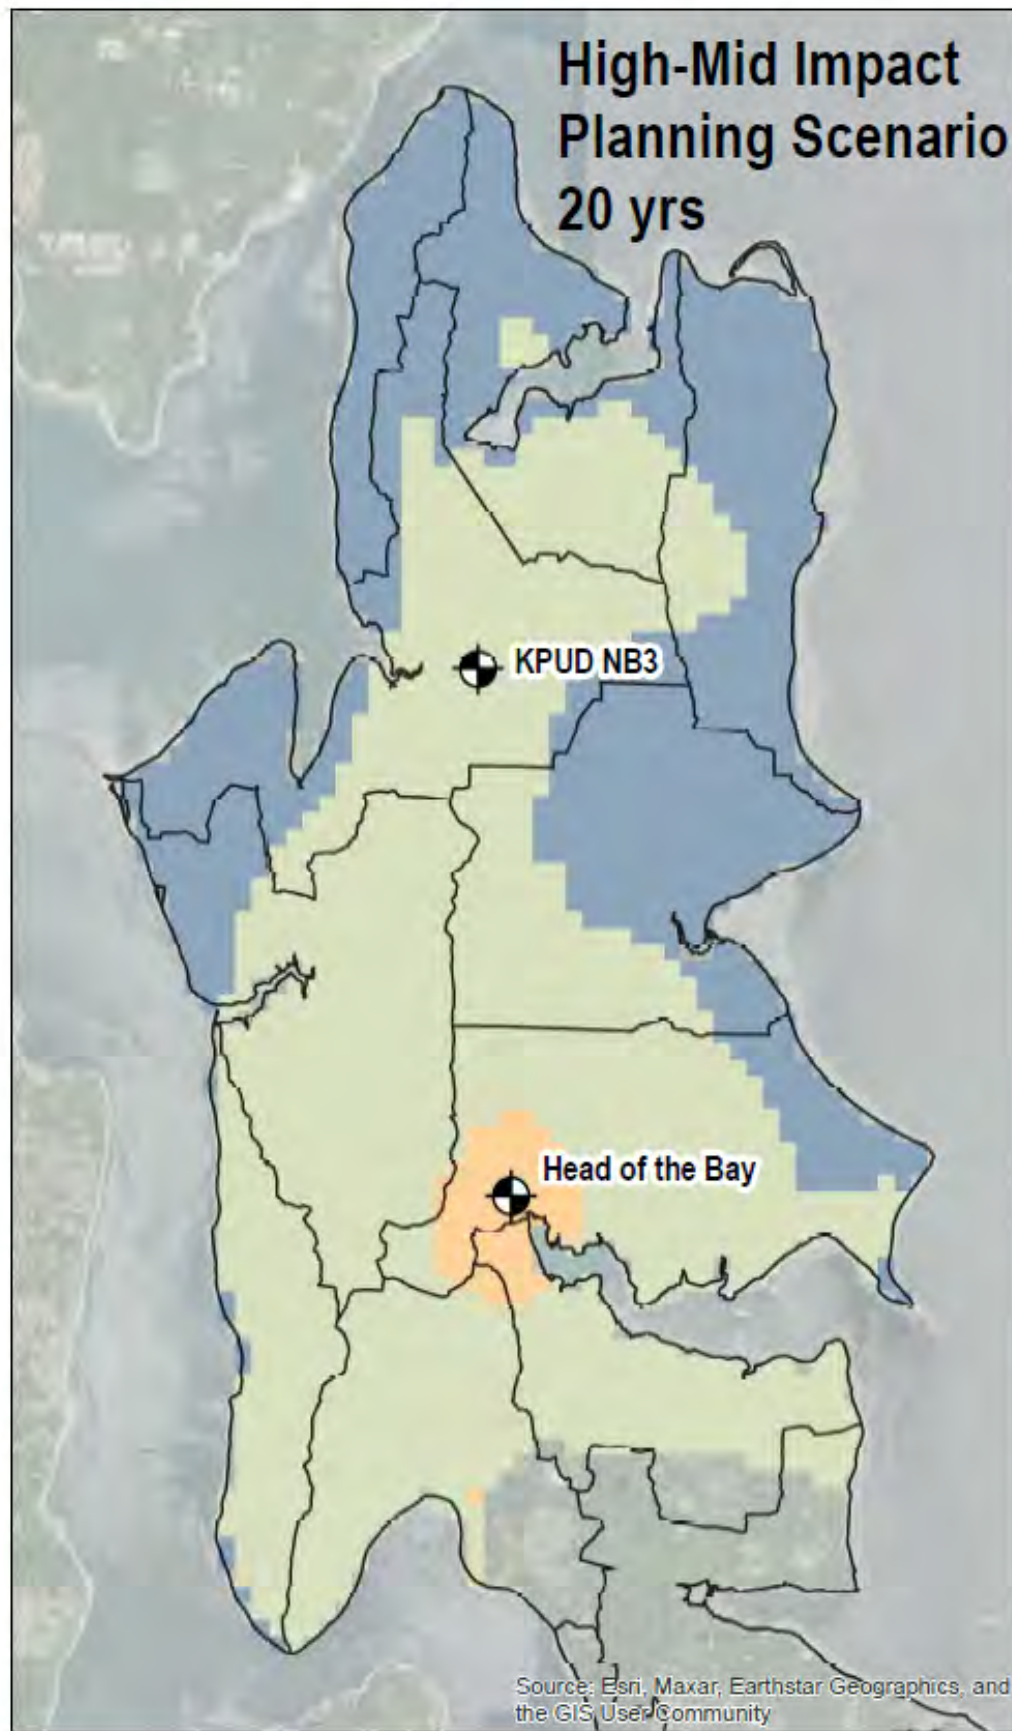 High-Mid Impact
Planning Scenario
20 yrs
KPUD NB3
Head of the Bay
Source: Esri, Maxar, Earthstar Geographics, and
the GIS User Community